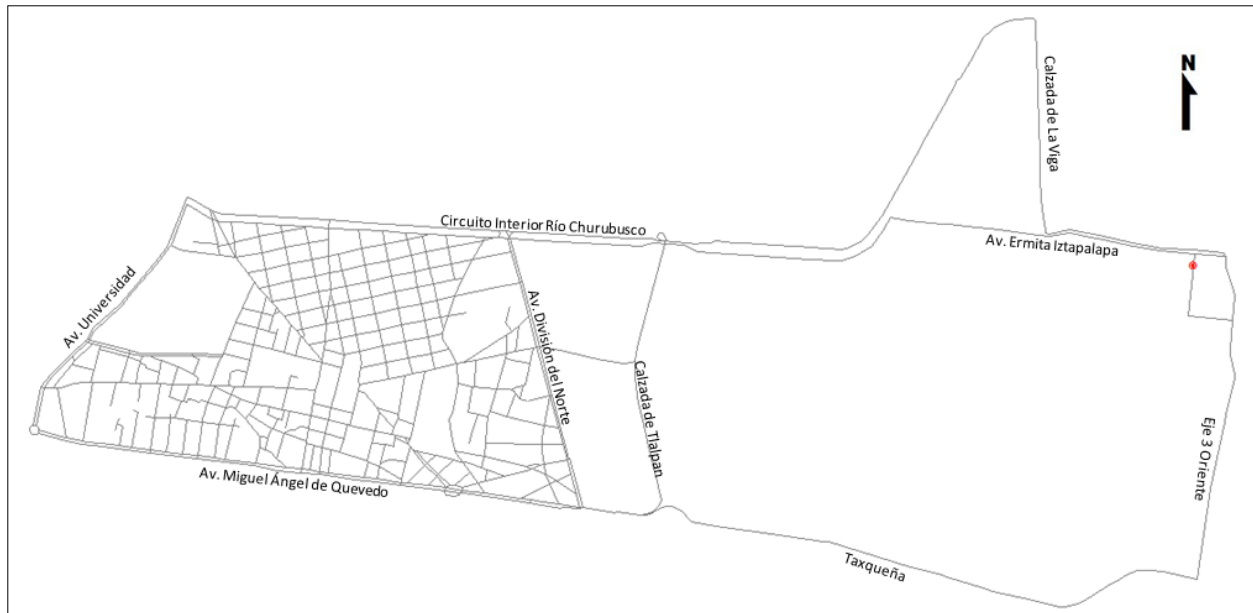 Calzada de La Viga
N
Circuito Interior Río Churubusco
Av. Ermita Iztapalapa
Av. Universidad
Av. División del Norte
Calzada de Tlalpan
Eje 3 Oriente
Av. Miguel Ángel de Quevedo
Taxqueña